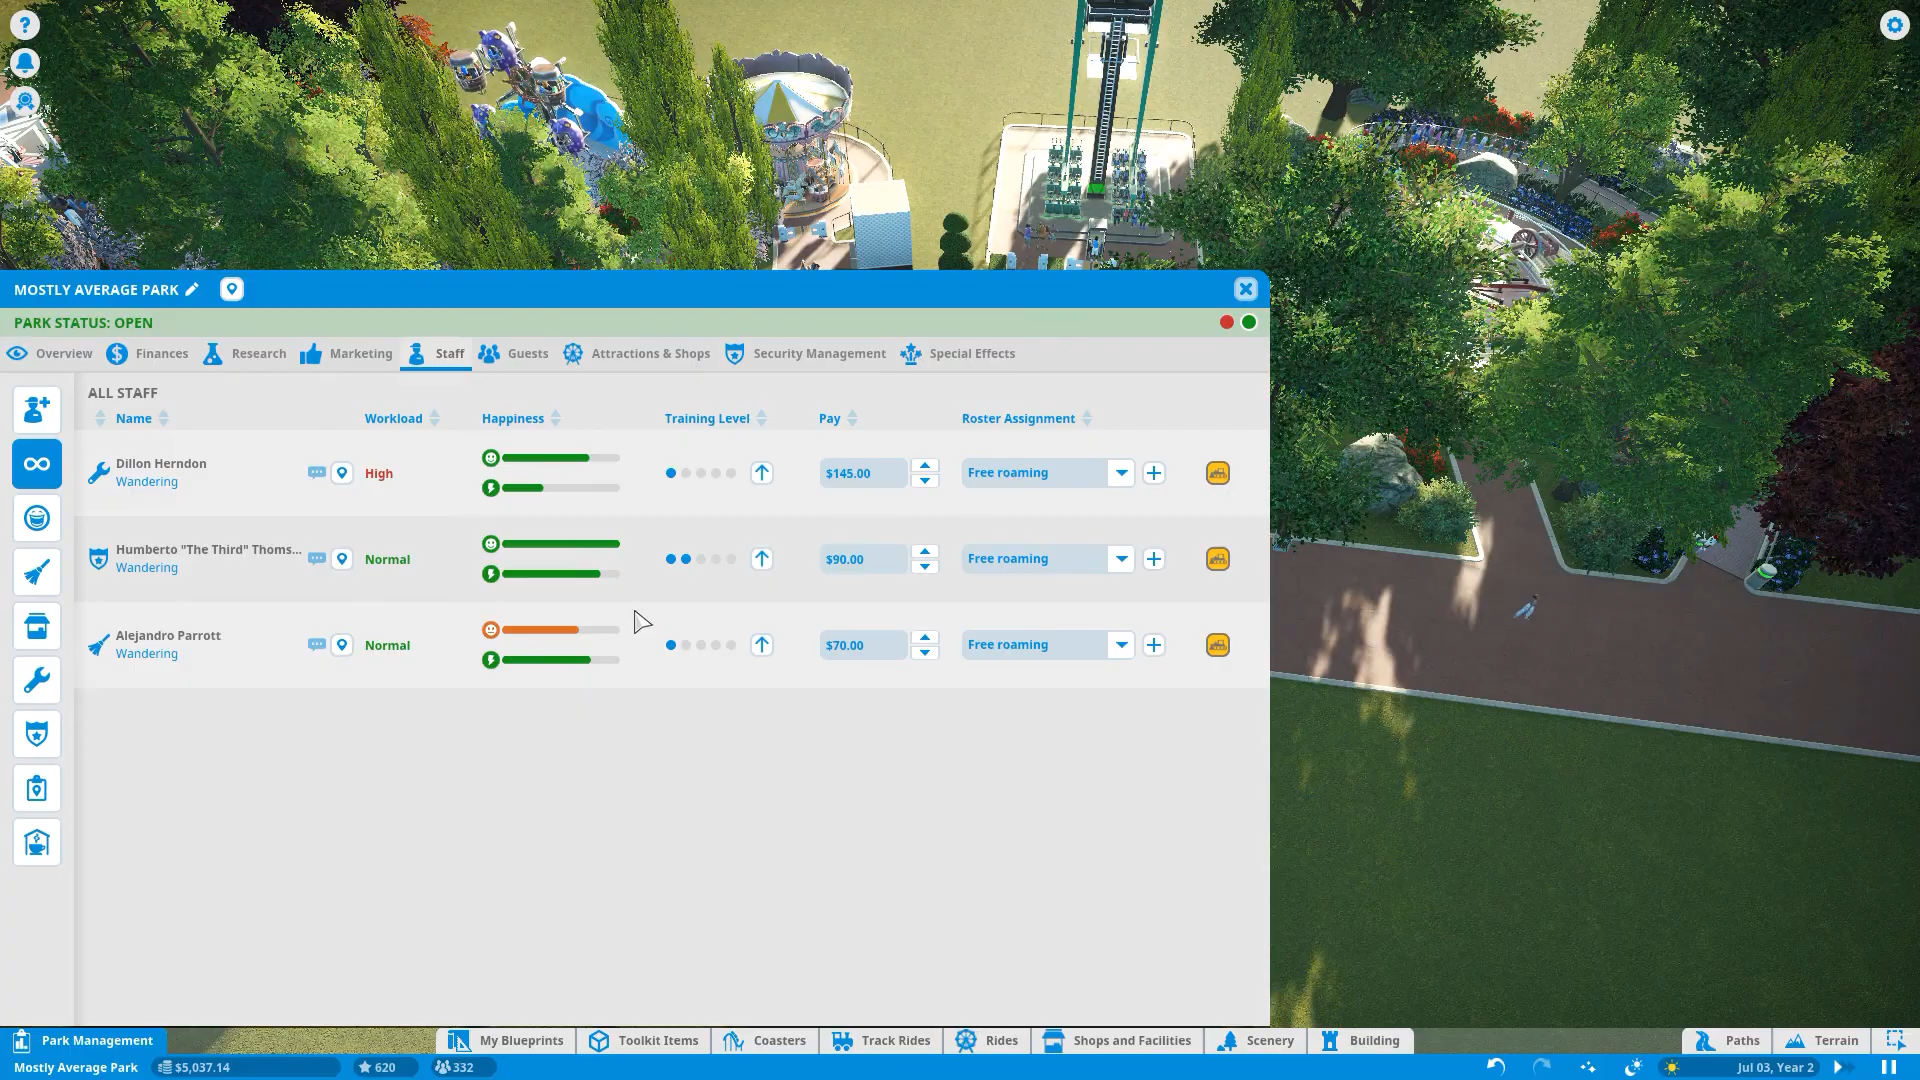 MOSTLY AVERAGE PARK
PARK STATUS: OPEN
Overview Finances Research Marketing Staff Guests Attractions & Shops Security Management Special Effects
ALL STAFF
Name Workload Happiness Training Level Pay Roster Assignment
Dillon Herndon
Wandering
High
$145.00
Free roaming
Humberto "The Third" Thoms...
Wandering
Normal
$90.00
Free roaming
Alejandro Parrott
Wandering
Normal
$70.00
Free roaming
Park Management My Blueprints Toolkit Items Coasters Track Rides Rides Shops and Facilities Scenery Building Paths Terrain
Mostly Average Park $5,037.14 620 332 Jul 03, Year 2